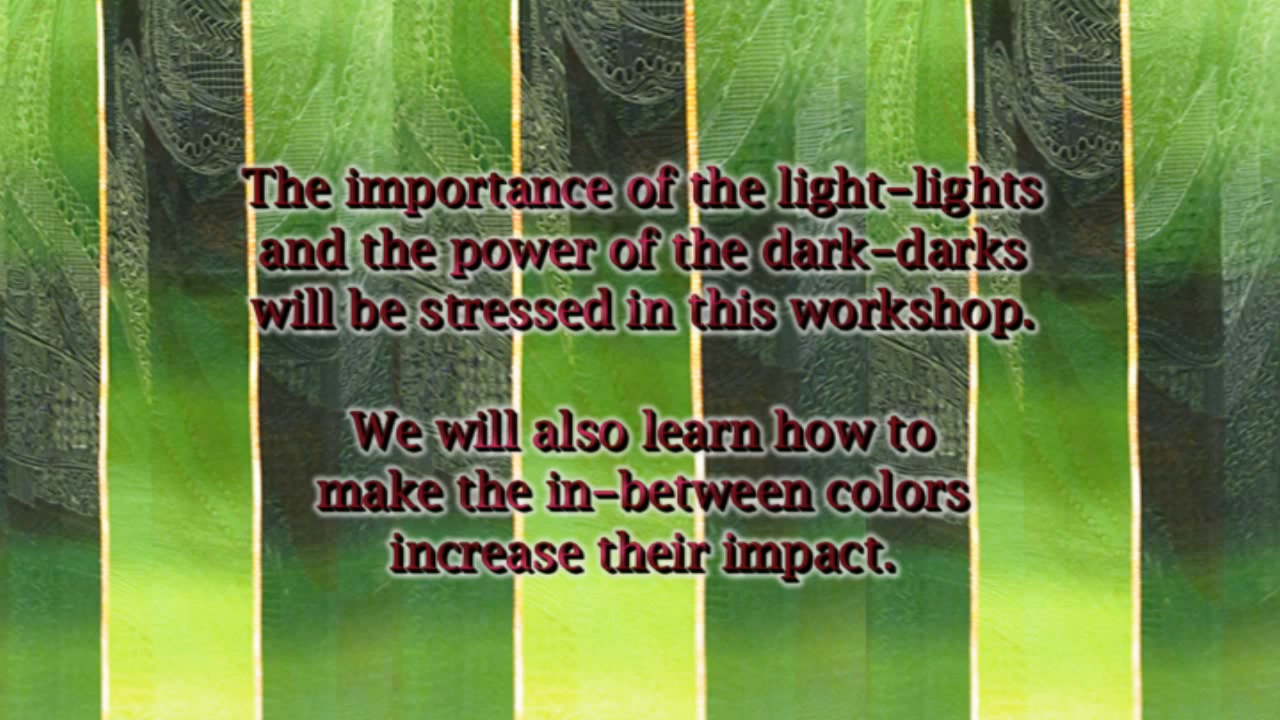 The importance of the light-lights
and the power of the dark-darks
will be stressed in this workshop.
We will also learn how to
make the in-between colors
increase their impact.